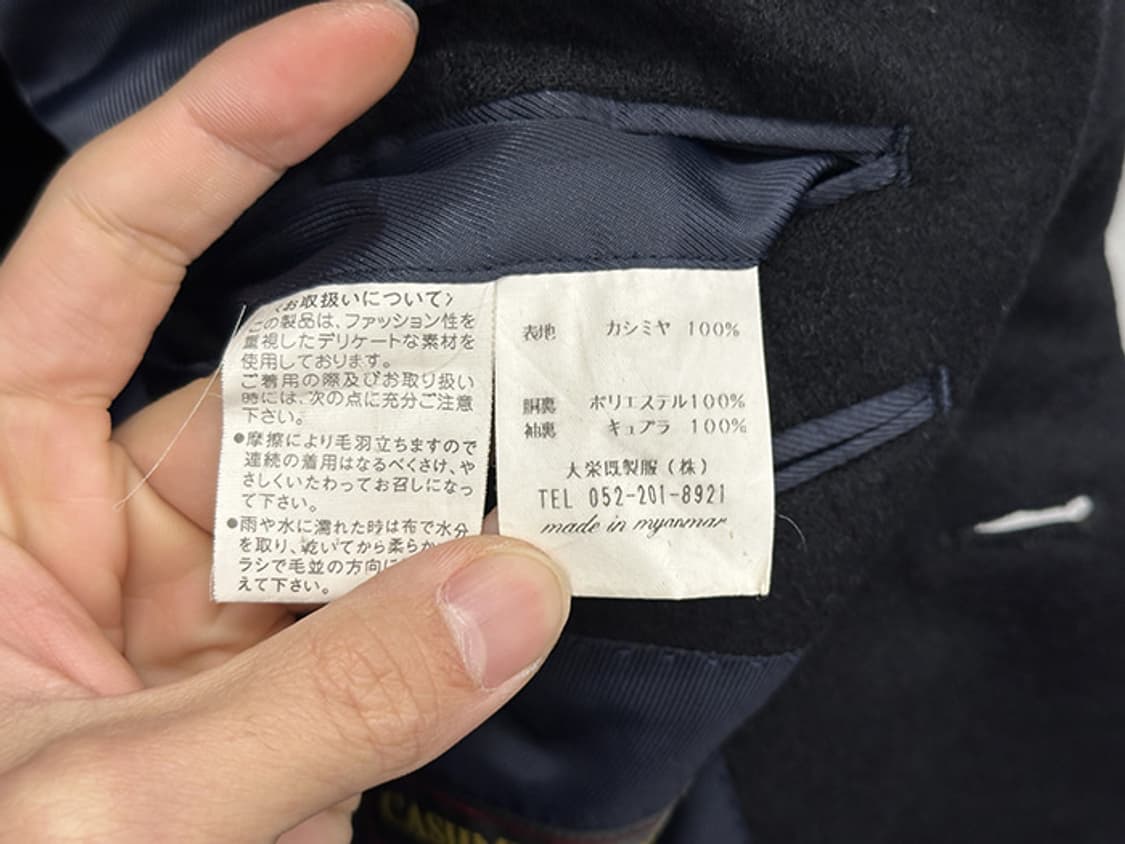 〈お取扱いについて〉
この製品は、ファッション性を
重視したデリケートな素材を
使用しております。
ご着用の際及びお取り扱い
時には、次の点に充分ご注意
下さい。
●摩擦により毛羽立ちますので
連続の着用はなるべくさけ、や
さしくいたわってお召しになっ
て下さい。
●雨や水に濡れた時は布で水分
を取り、乾いてから柔らか
ラシで毛並の方向に
えて下さい。
表地 カシミヤ 100%
胴裏 ポリエステル100%
袖裏 キュプラ 100%
大栄既製服(株)
TEL 052-201-8921
made in myanmar